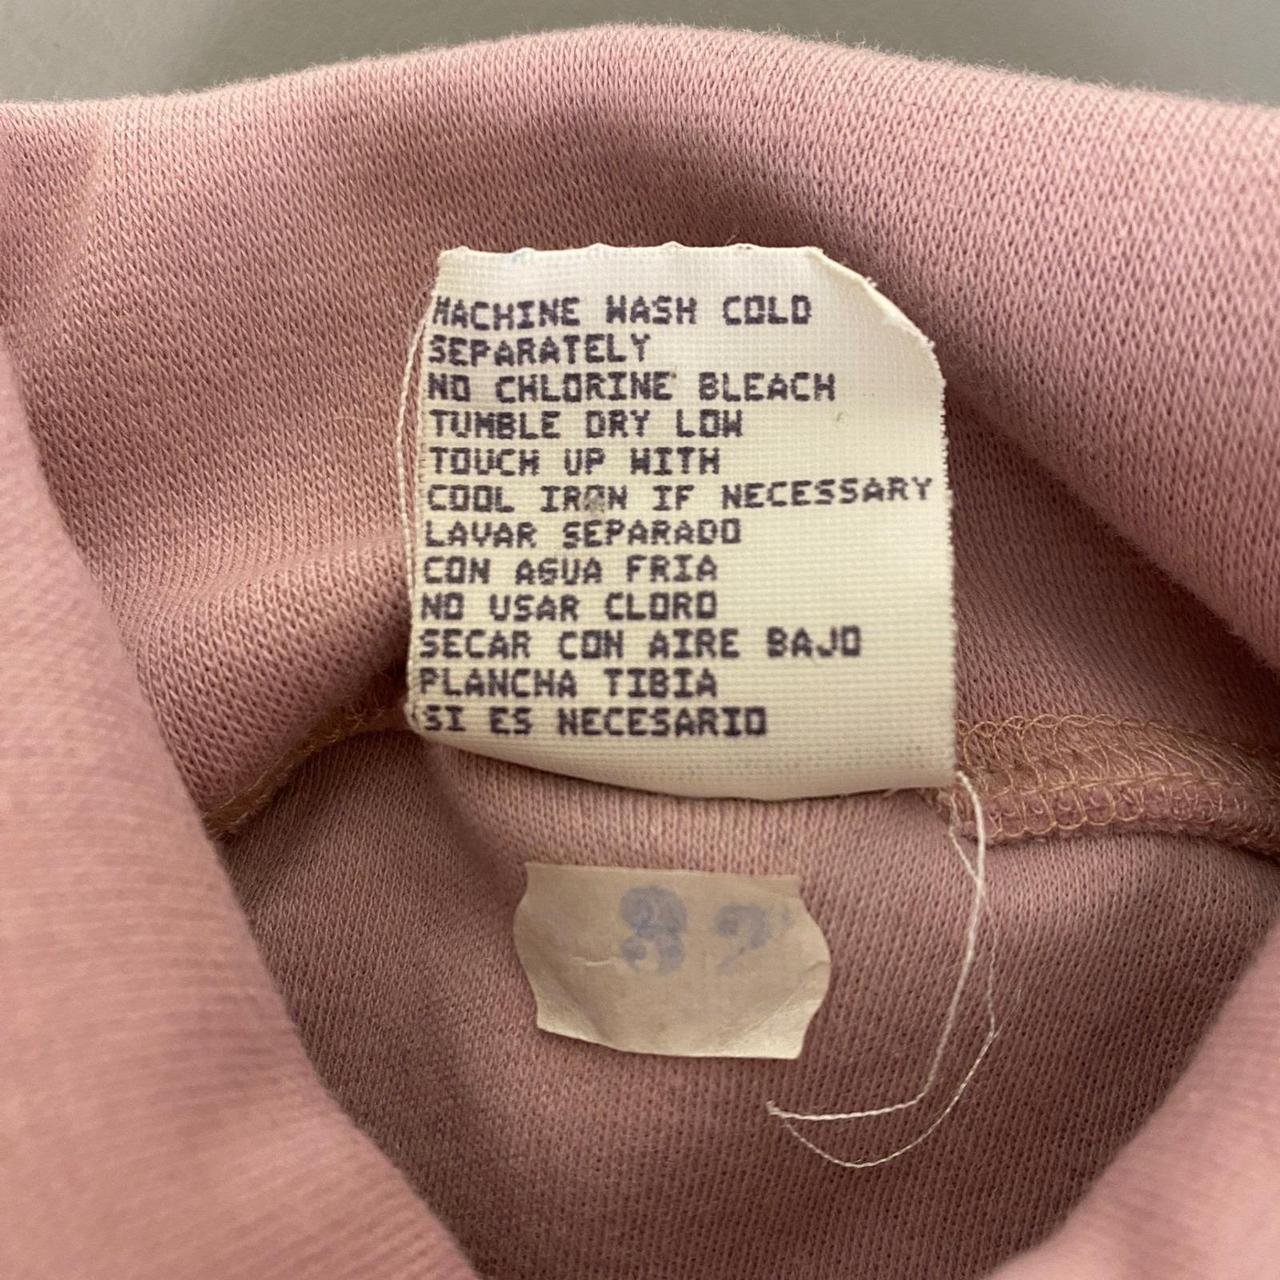 MACHINE WASH COLD
SEPARATELY
NO CHLORINE BLEACH
TUMBLE DRY LOW
TOUCH UP WITH
COOL IRON IF NECESSARY
LAVAR SEPARADO
CON AGUA FRIA
NO USAR CLORO
SECAR CON AIRE BAJO
PLANCHA TIBIA
SI ES NECESARIO